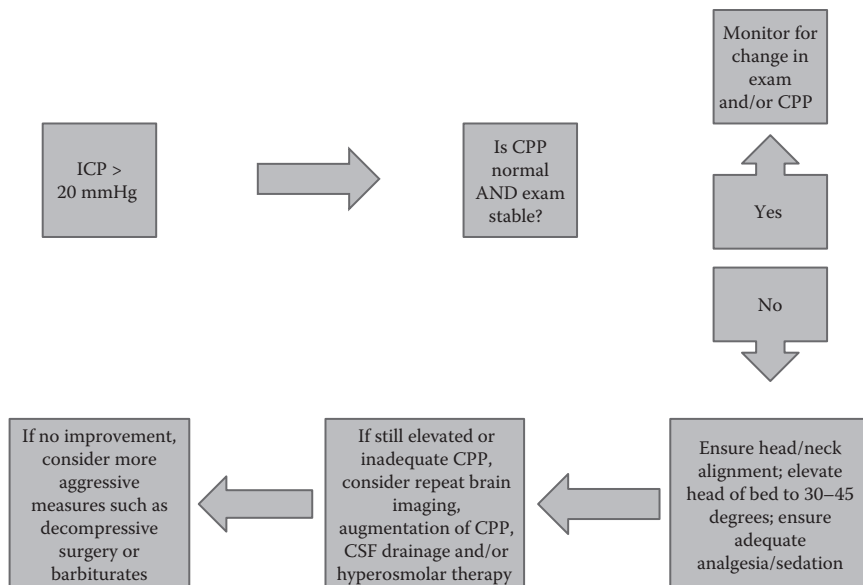 ICP >
20 mmHg
Is CPP
normal
AND exam
stable?
Monitor for
change in
exam
and/or CPP
Yes
No
Ensure head/neck
alignment; elevate
head of bed to 30–45
degrees; ensure
adequate
analgesia/sedation
If still elevated or
inadequate CPP,
consider repeat brain
imaging,
augmentation of CPP,
CSF drainage and/or
hyperosmolar therapy
If no improvement,
consider more
aggressive
measures such as
decompressive
surgery or
barbiturates